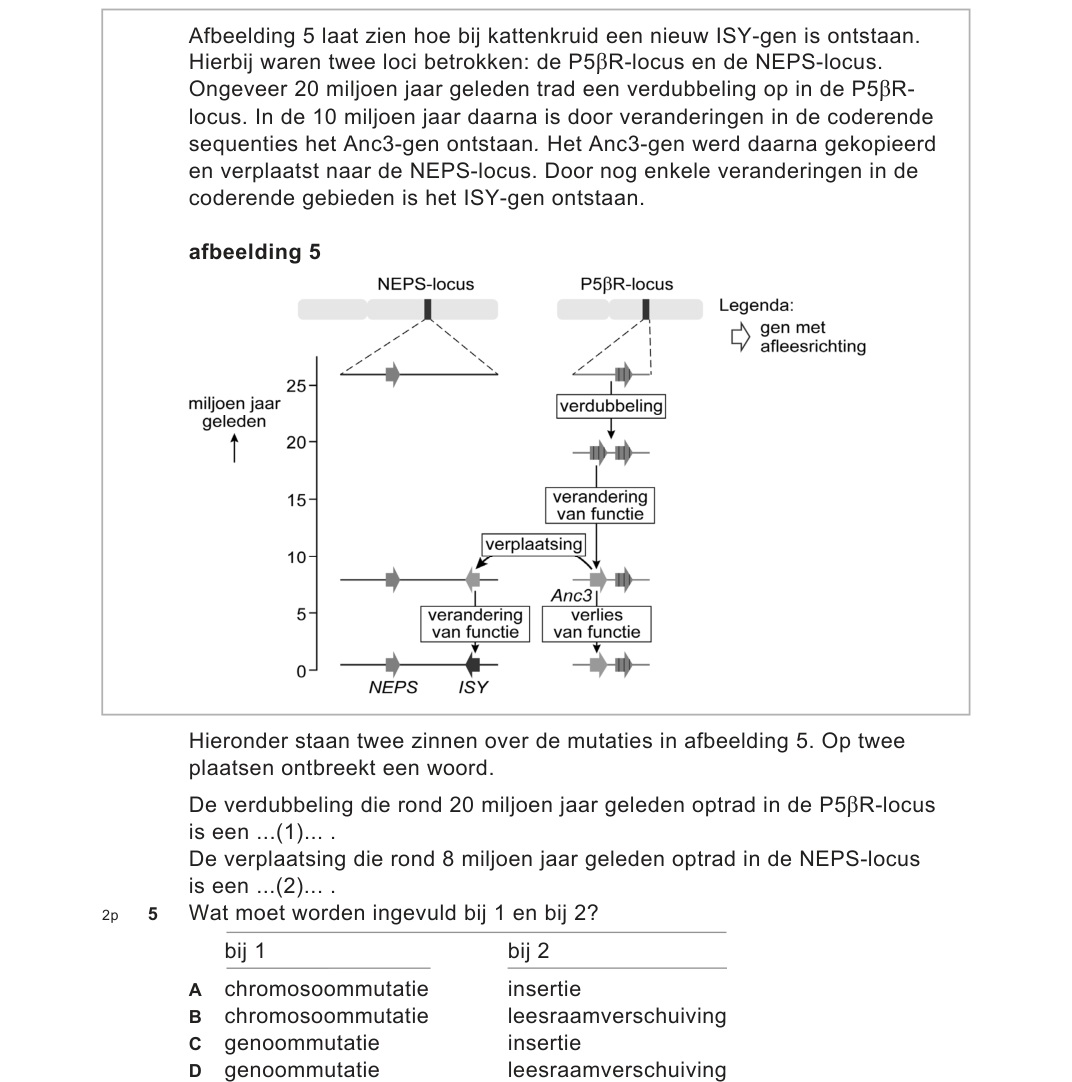 Afbeelding 5 laat zien hoe bij kattenkruid een nieuw ISY-gen is ontstaan.
Hierbij waren twee loci betrokken: de P5βR-locus en de NEPS-locus.
Ongeveer 20 miljoen jaar geleden trad een verdubbeling op in de P5βR-
locus. In de 10 miljoen jaar daarna is door veranderingen in de coderende
sequenties het Anc3-gen ontstaan. Het Anc3-gen werd daarna gekopieerd
en verplaatst naar de NEPS-locus. Door nog enkele veranderingen in de
coderende gebieden is het ISY-gen ontstaan.
afbeelding 5
NEPS-locus
P5βR-locus
Legenda:
gen met
afleesrichting
miljoen jaar
geleden
25
20
15
10
5
0
verdubbeling
verandering
van functie
verplaatsing
Anc3
verandering
van functie
verlies
van functie
NEPS
ISY
Hieronder staan twee zinnen over de mutaties in afbeelding 5. Op twee
plaatsen ontbreekt een woord.
De verdubbeling die rond 20 miljoen jaar geleden optrad in de P5βR-locus
is een ...(1)... .
De verplaatsing die rond 8 miljoen jaar geleden optrad in de NEPS-locus
is een ...(2)... .
2p 5 Wat moet worden ingevuld bij 1 en bij 2?
bij 1 bij 2
A chromosoommutatie insertie
B chromosoommutatie leesraamverschuiving
C genoommutatie insertie
D genoommutatie leesraamverschuiving